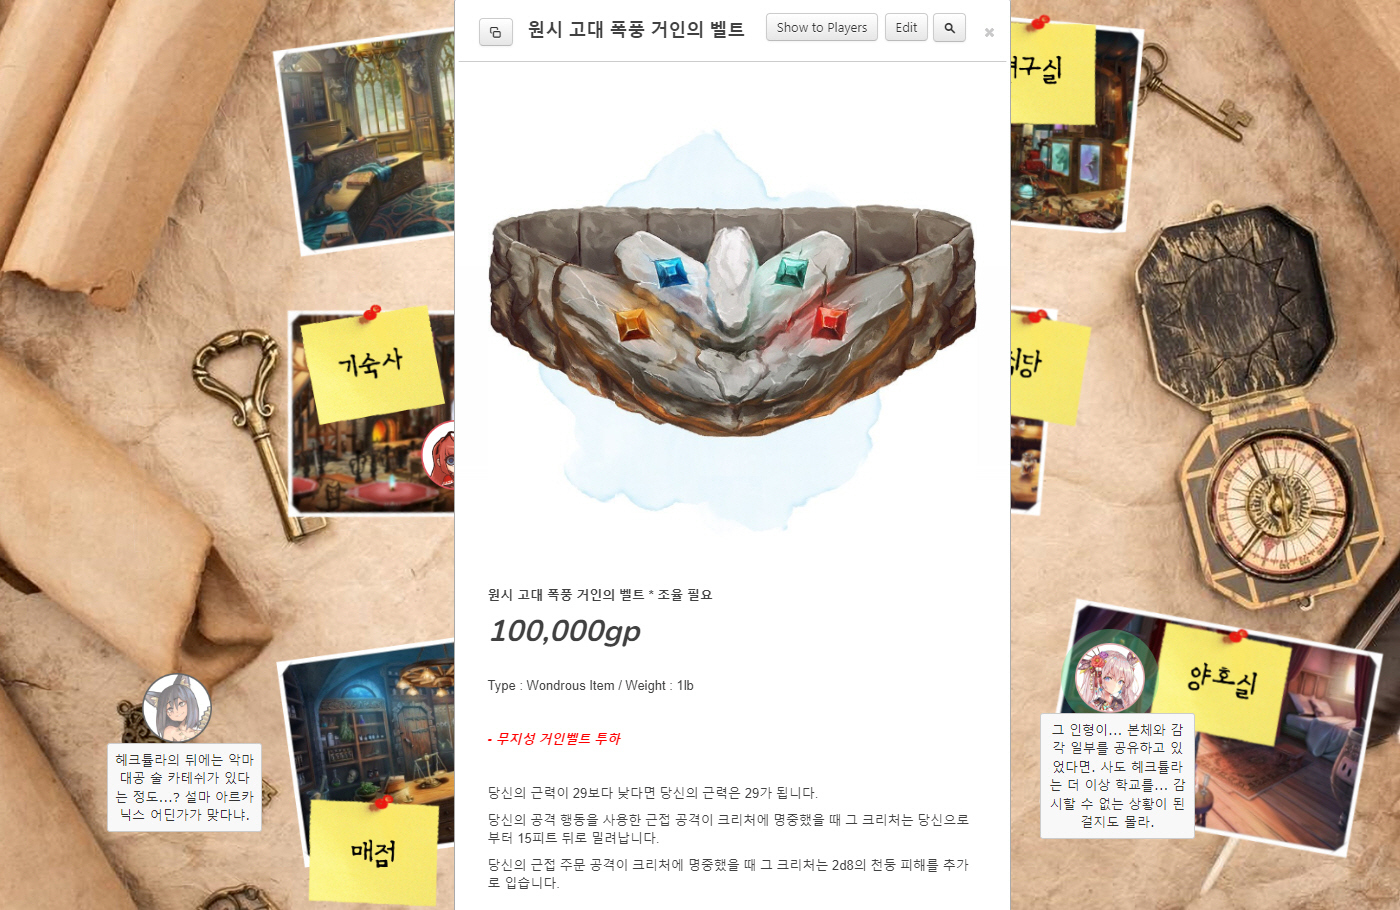 원시 고대 폭풍 거인의 벨트
Show to Players
Edit
구실
기숙사
식당
원시 고대 폭풍 거인의 벨트 * 조율 필요
100,000gp
Type : Wondrous Item / Weight : 1lb
- 무지성 거인벨트 투하
당신의 근력이 29보다 낮다면 당신의 근력은 29가 됩니다.
당신의 공격 행동을 사용한 근접 공격이 크리처에 명중했을 때 그 크리처는 당신으로
부터 15피트 뒤로 밀려납니다.
당신의 근접 주문 공격이 크리처에 명중했을 때 그 크리처는 2d8의 천둥 피해를 추가
로 입습니다.
헤크틀라의 뒤에는 악마
대공 솔 카테쉬가 있다
는 정도...? 설마 아르카
닉스 어딘가가 맞다냐.
매점
양호실
그 인형이... 본체와 감
각 일부를 공유하고 있
었다면. 사도 헤크틀라
는 더 이상 학교를... 감
시할 수 없는 상황이 된
걸지도 몰라.